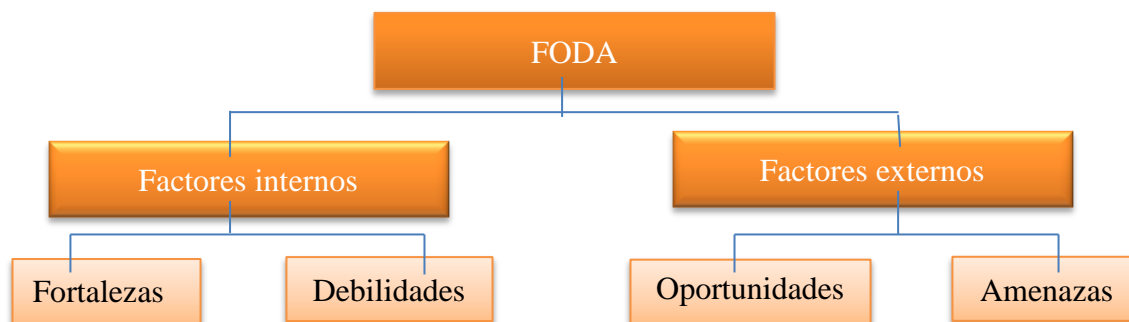 FODA
Factores internos
Factores externos
Fortalezas
Debilidades
Oportunidades
Amenazas